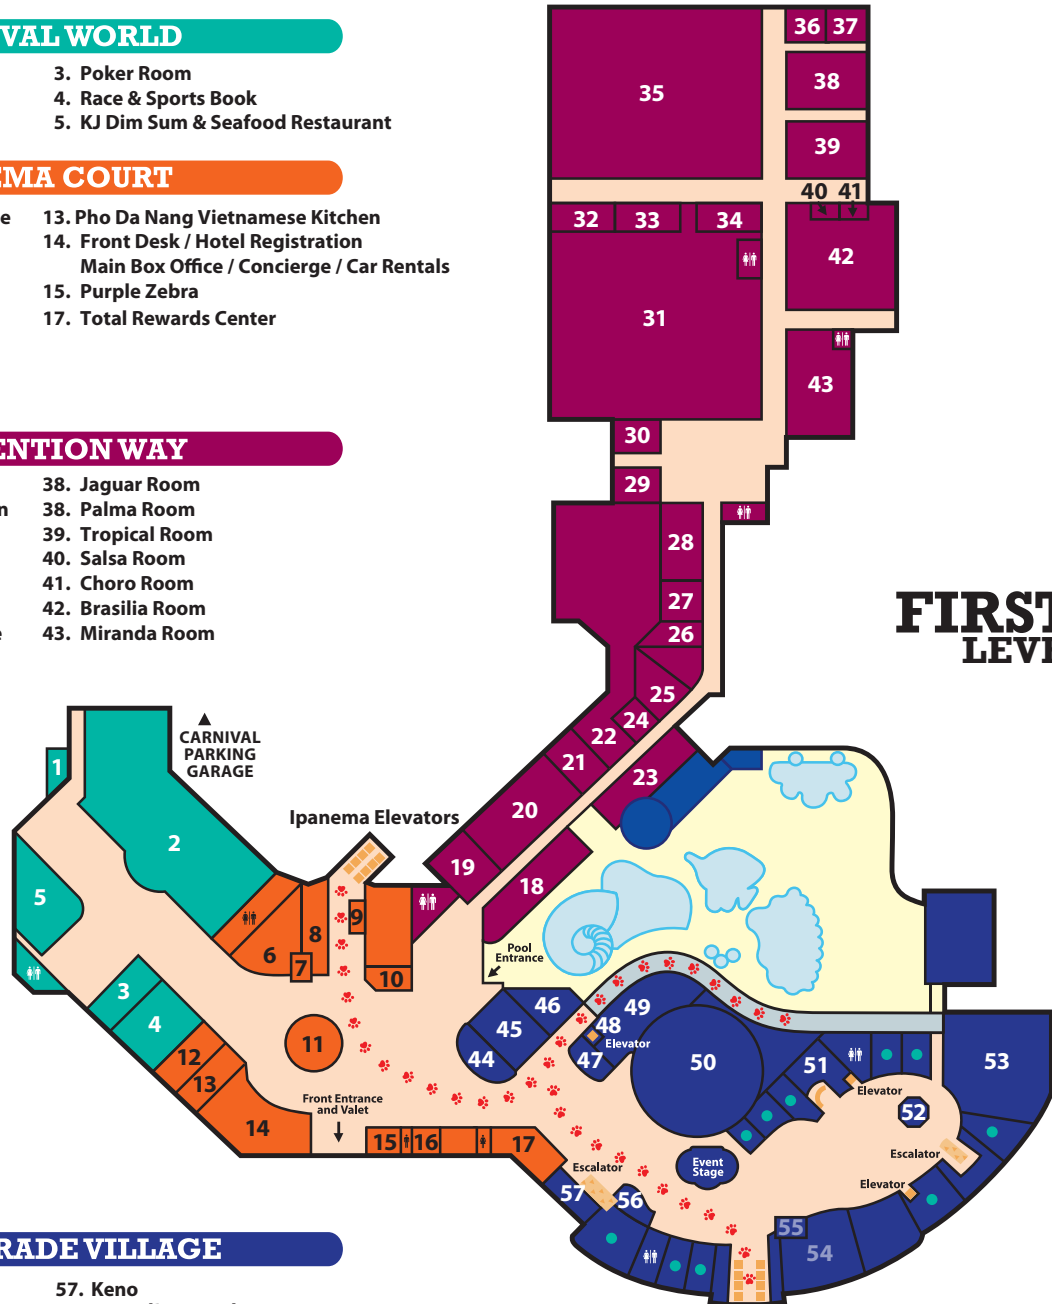 VAL WORLD
3. Poker Room
4. Race & Sports Book
5. KJ Dim Sum & Seafood Restaurant
EMA COURT
e
13. Pho Da Nang Vietnamese Kitchen
14. Front Desk / Hotel Registration
Main Box Office / Concierge / Car Rentals
15. Purple Zebra
17. Total Rewards Center
ENTION WAY
38. Jaguar Room
n
38. Palma Room
39. Tropical Room
40. Salsa Room
41. Choro Room
42. Brasilia Room
e
43. Miranda Room
RADE VILLAGE
57. Keno
FIRST
LEVE
36 37
35
38
39
40 41
32 33 34
42
31
43
30
29
28
27
26
25
24
22
21
23
20
19
18
CARNIVAL
PARKING
GARAGE
Ipanema Elevators
1
2
5
3
4
6
7
8
9
10
11
12
13
14
Front Entrance
and Valet
15
16
17
Pool
Entrance
46
45
44
49
48
Elevator
47
50
51
Elevator
52
53
Escalator
Elevator
Event
Stage
Escalator
57
56
55
54